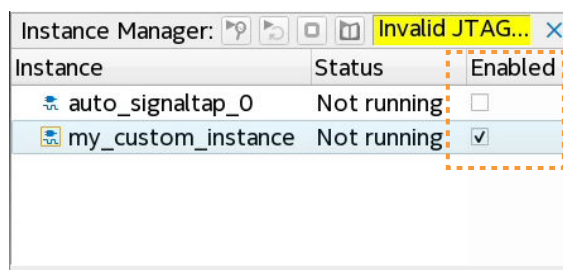 Instance Manager: Invalid JTAG...
Instance Status Enabled
auto_signaltap_0 Not running
my_custom_instance Not running